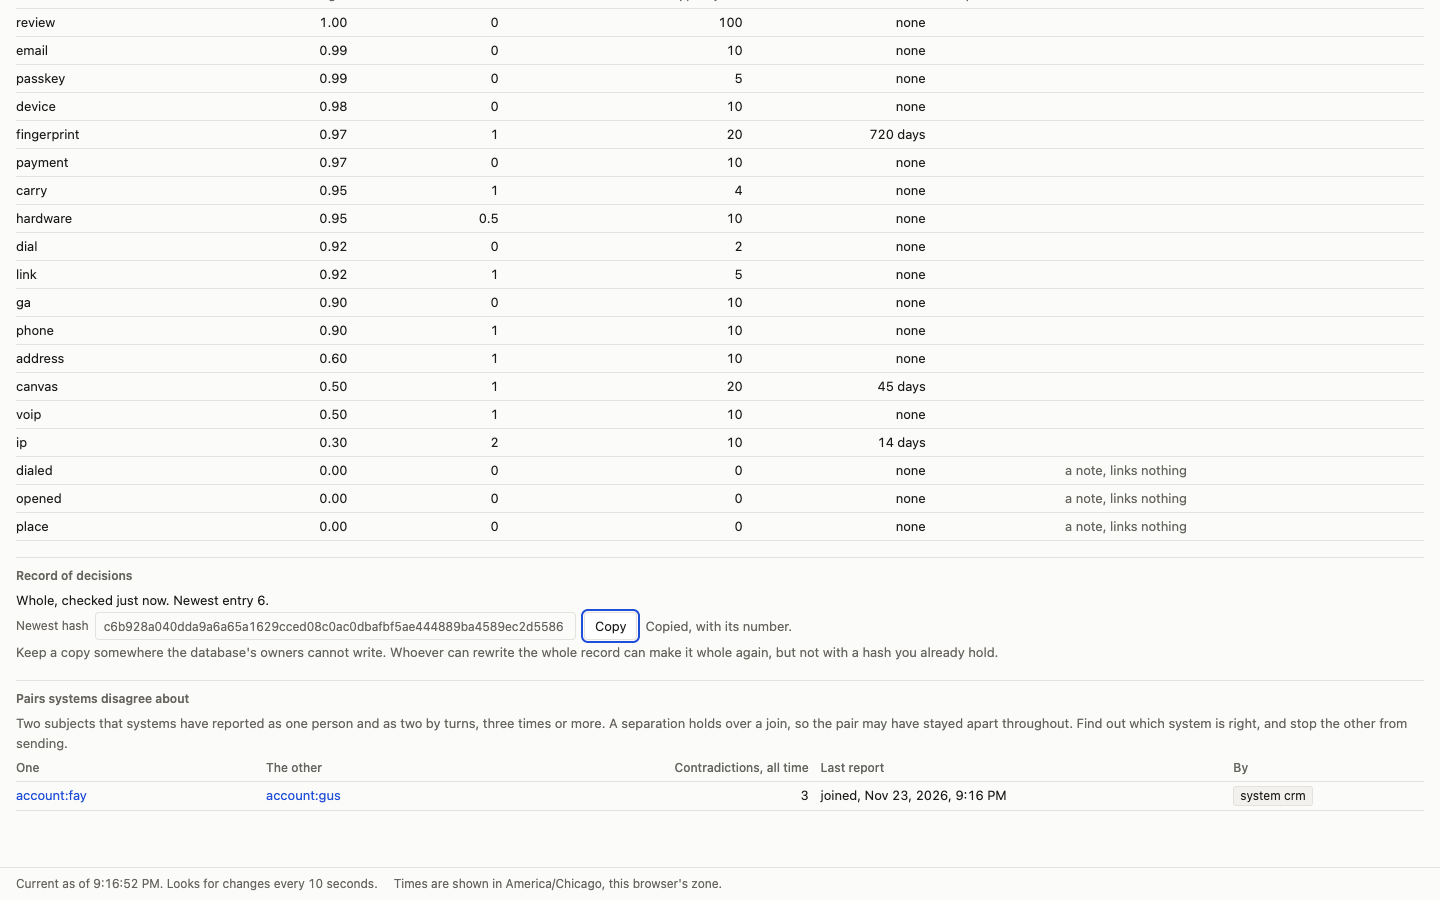 review 1.00 0 100 none
email 0.99 0 10 none
passkey 0.99 0 5 none
device 0.98 0 10 none
fingerprint 0.97 1 20 720 days
payment 0.97 0 10 none
carry 0.95 1 4 none
hardware 0.95 0.5 10 none
dial 0.92 0 2 none
link 0.92 1 5 none
ga 0.90 0 10 none
phone 0.90 1 10 none
address 0.60 1 10 none
canvas 0.50 1 20 45 days
voip 0.50 1 10 none
ip 0.30 2 10 14 days
dialed 0.00 0 0 none a note, links nothing
opened 0.00 0 0 none a note, links nothing
place 0.00 0 0 none a note, links nothing
Record of decisions
Whole, checked just now. Newest entry 6.
Newest hash c6b928a040dda9a6a65a1629cced08c0ac0dbafbf5ae444889ba4589ec2d5586 Copy Copied, with its number.
Keep a copy somewhere the database's owners cannot write. Whoever can rewrite the whole record can make it whole again, but not with a hash you already hold.
Pairs systems disagree about
Two subjects that systems have reported as one person and as two by turns, three times or more. A separation holds over a join, so the pair may have stayed apart throughout. Find out which system is right, and stop the other from
sending.
One The other Contradictions, all time Last report By
account:fay account:gus 3 joined, Nov 23, 2026, 9:16 PM system crm
Current as of 9:16:52 PM. Looks for changes every 10 seconds. Times are shown in America/Chicago, this browser's zone.